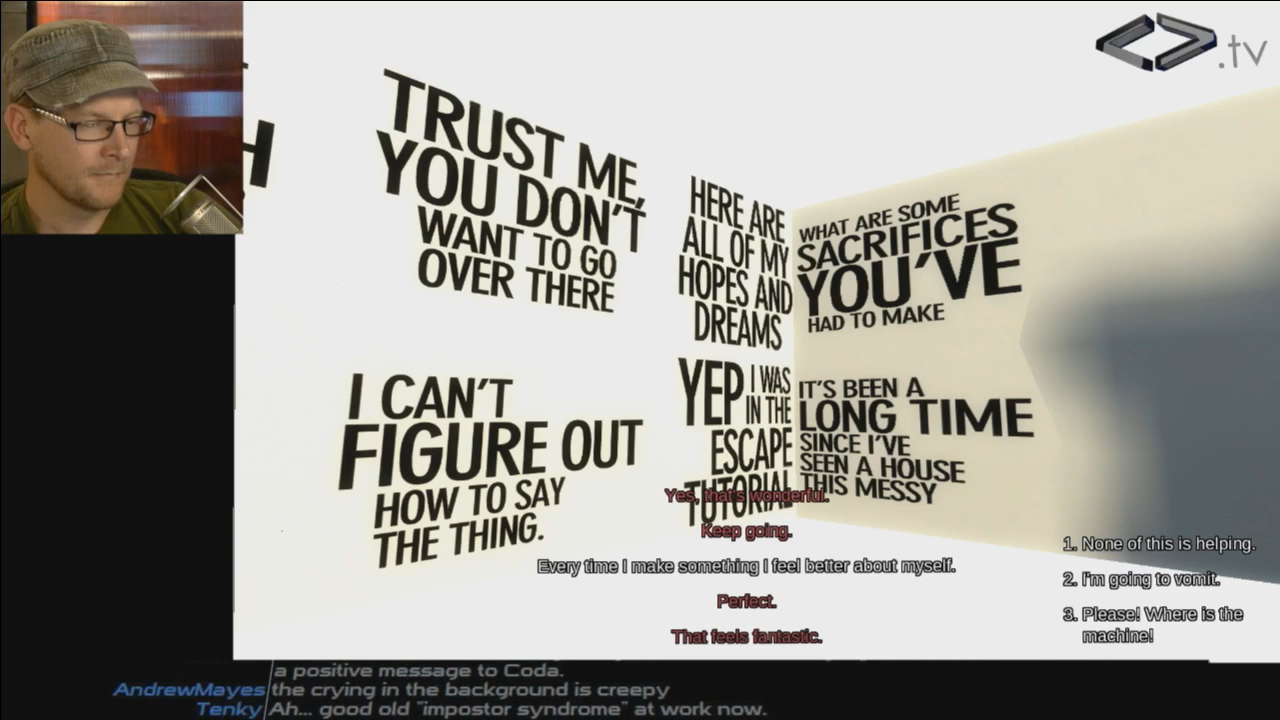 .tv
H
TRUST ME,
YOU DON'T
WANT TO GO
OVER THERE
HERE ARE
ALL OF MY
HOPES AND
DREAMS
WHAT ARE SOME
SACRIFICES
YOU'VE
HAD TO MAKE
I CAN'T
FIGURE OUT
HOW TO SAY
THE THING.
YEP I WAS
IN THE
ESCAPE
TUTORIAL
IT'S BEEN A
LONG TIME
SINCE I'VE
SEEN A HOUSE
THIS MESSY
Yes, that's wonderful.
Keep going.
Every time I make something I feel better about myself.
Perfect.
That feels fantastic.
1. None of this is helping.
2. I'm going to vomit.
3. Please! Where is the
machine!
a positive message to Coda.
AndrewMayes the crying in the background is creepy
Tenky Ah... good old "impostor syndrome" at work now.